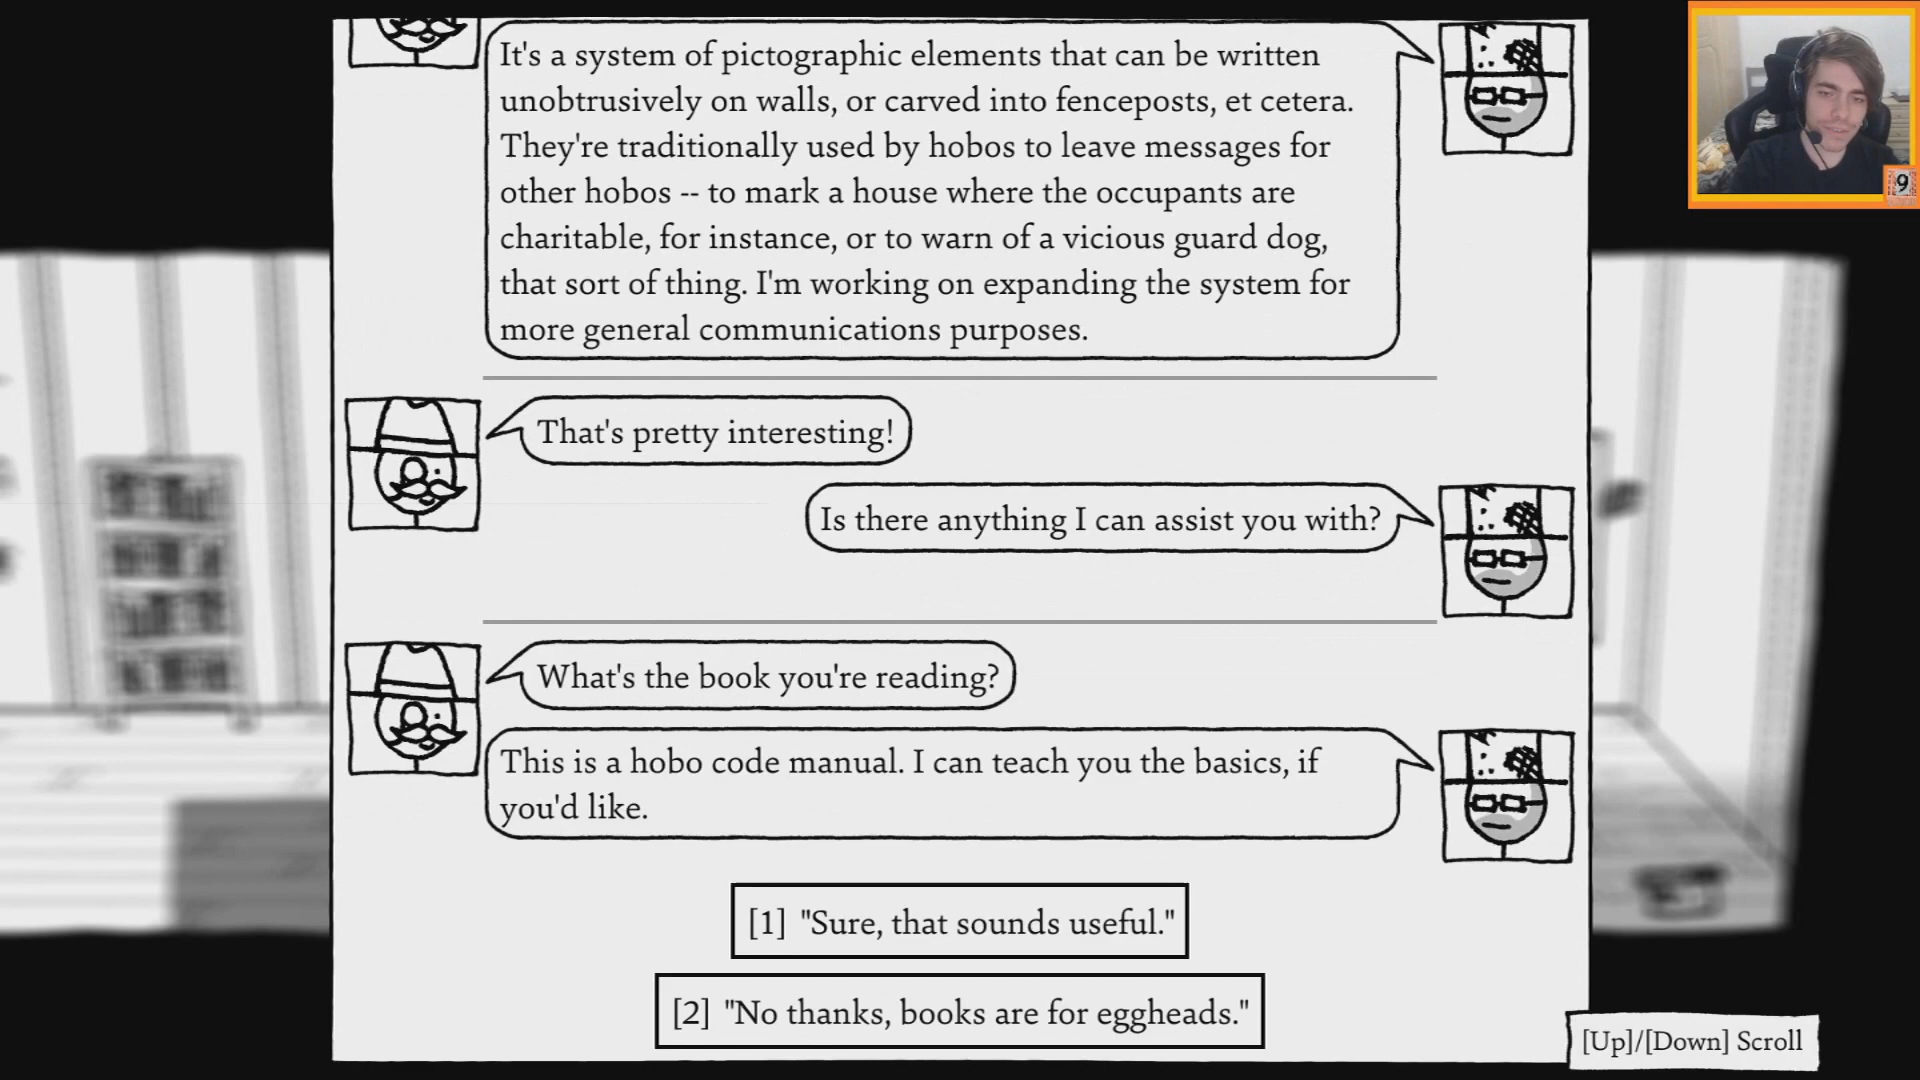 It's a system of pictographic elements that can be written
unobtrusively on walls, or carved into fenceposts, et cetera.
They're traditionally used by hobos to leave messages for
other hobos -- to mark a house where the occupants are
charitable, for instance, or to warn of a vicious guard dog,
that sort of thing. I'm working on expanding the system for
more general communications purposes.
That's pretty interesting!
Is there anything I can assist you with?
What's the book you're reading?
This is a hobo code manual. I can teach you the basics, if
you'd like.
[1] "Sure, that sounds useful."
[2] "No thanks, books are for eggheads."
[Up]/[Down] Scroll
9